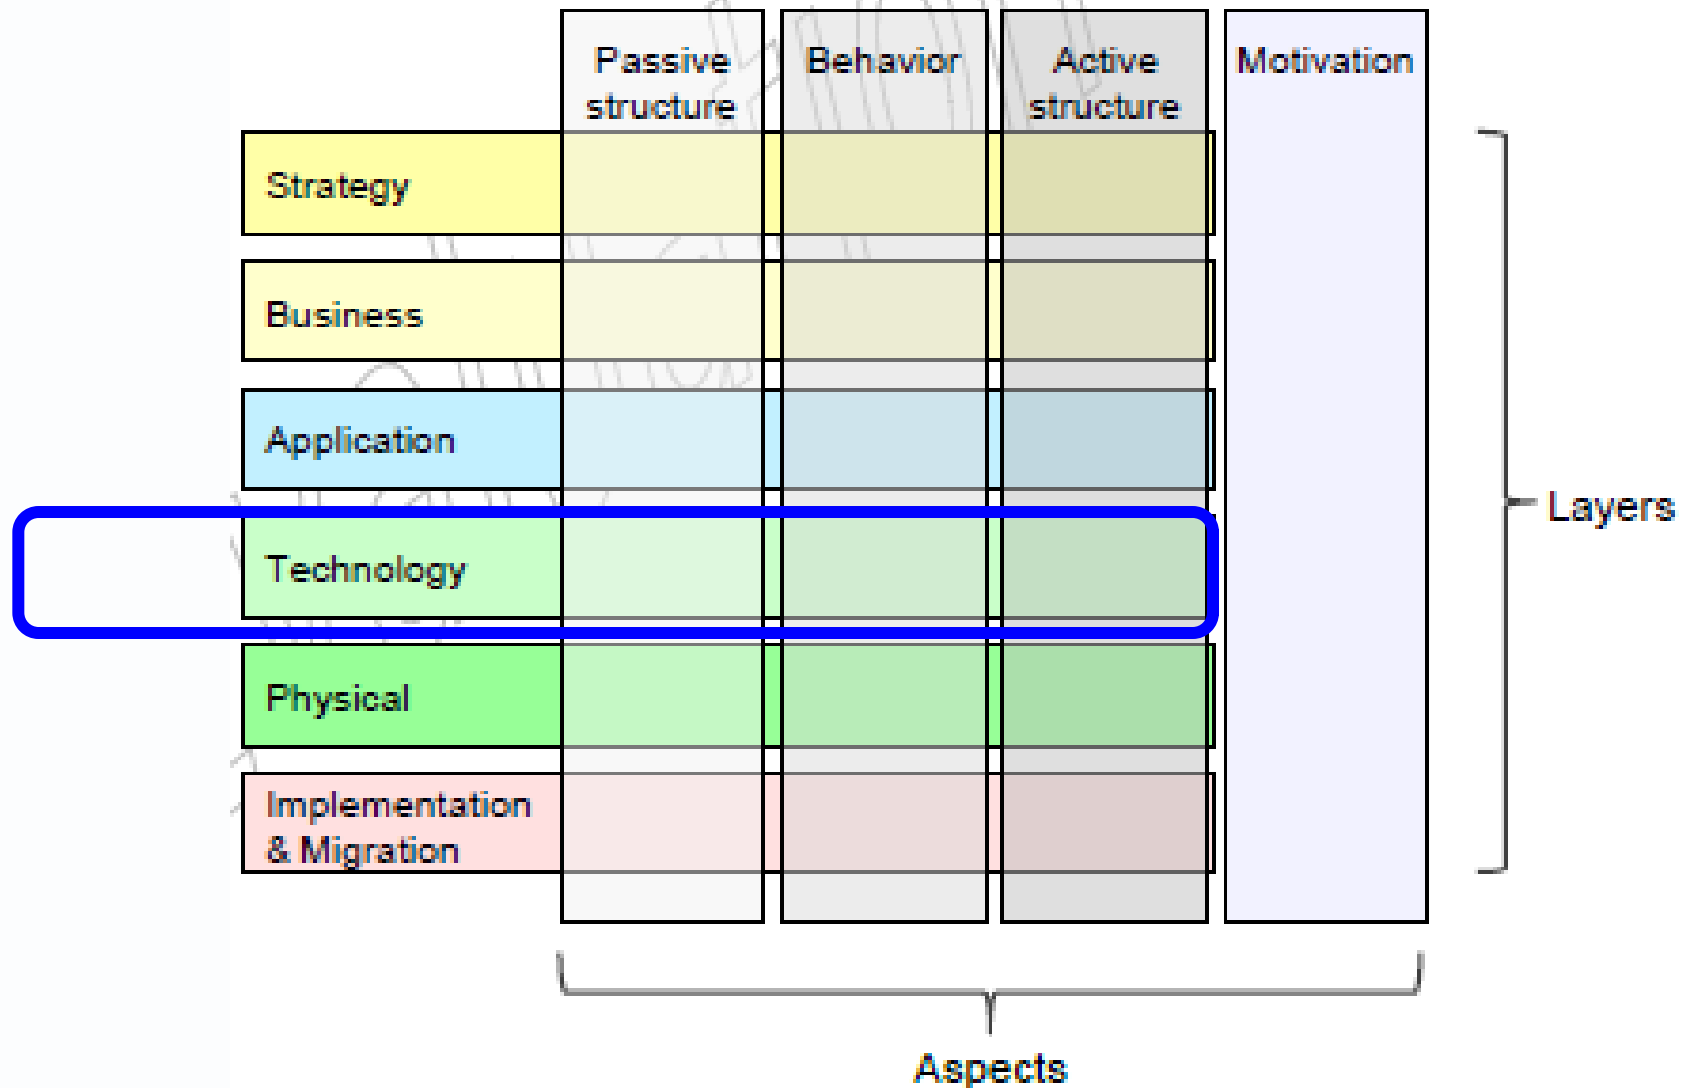 Passive
structure
Behavior
Active
structure
Motivation
Strategy
Business
Application
Technology
Physical
Implementation
& Migration
Layers
Aspects